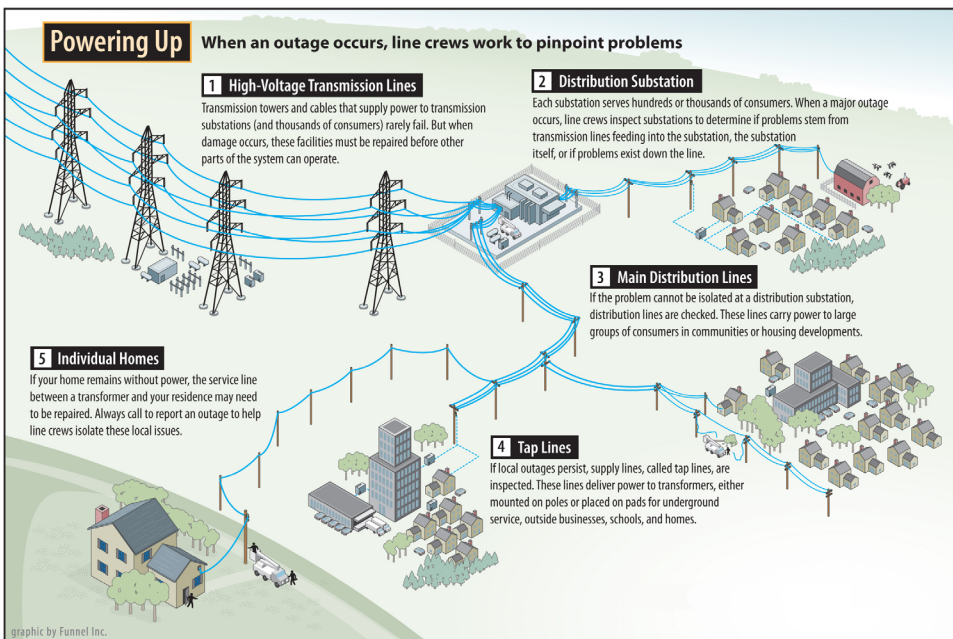 Powering Up
When an outage occurs, line crews work to pinpoint problems
1 High-Voltage Transmission Lines
Transmission towers and cables that supply power to transmission
substations (and thousands of consumers) rarely fail. But when
damage occurs, these facilities must be repaired before other
parts of the system can operate.
2 Distribution Substation
Each substation serves hundreds or thousands of consumers. When a major outage
occurs, line crews inspect substations to determine if problems stem from
transmission lines feeding into the substation, the substation
itself, or if problems exist down the line.
3 Main Distribution Lines
If the problem cannot be isolated at a distribution substation,
distribution lines are checked. These lines carry power to large
groups of consumers in communities or housing developments.
4 Tap Lines
If local outages persist, supply lines, called tap lines, are
inspected. These lines deliver power to transformers, either
mounted on poles or placed on pads for underground
service, outside businesses, schools, and homes.
5 Individual Homes
If your home remains without power, the service line
between a transformer and your residence may need
to be repaired. Always call to report an outage to help
line crews isolate these local issues.
graphic by Funnel Inc.